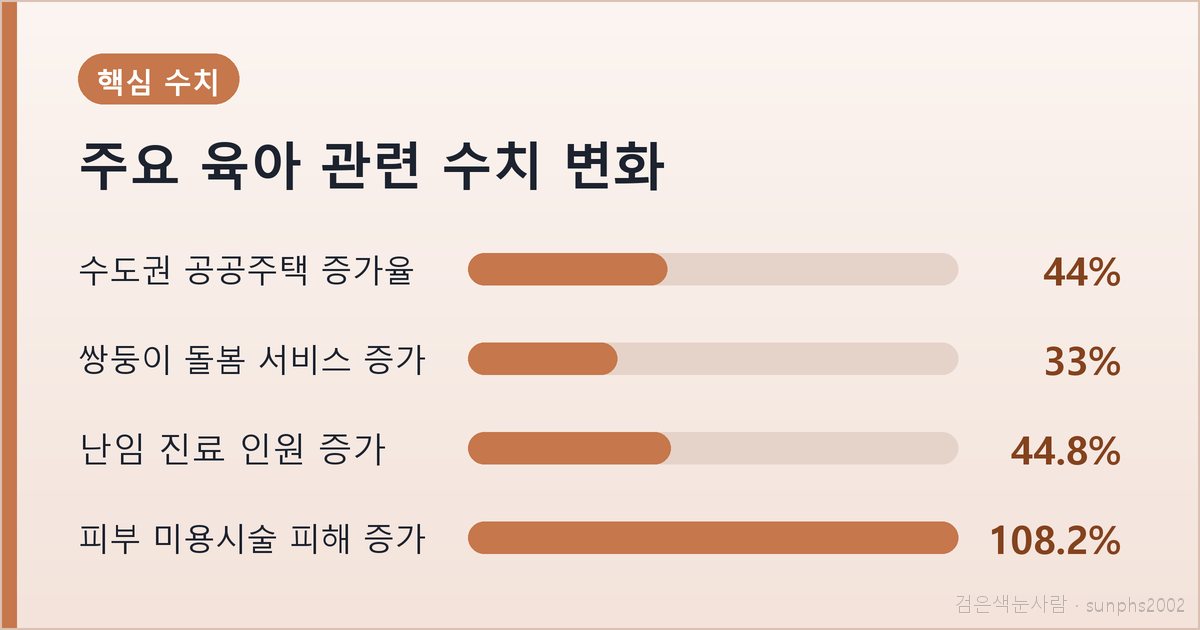 핵심 수치
주요 육아 관련 수치 변화
수도권 공공주택 증가율 44%
쌍둥이 돌봄 서비스 증가 33%
난임 진료 인원 증가 44.8%
피부 미용시술 피해 증가 108.2%
검은색눈사람 · sunphs2002